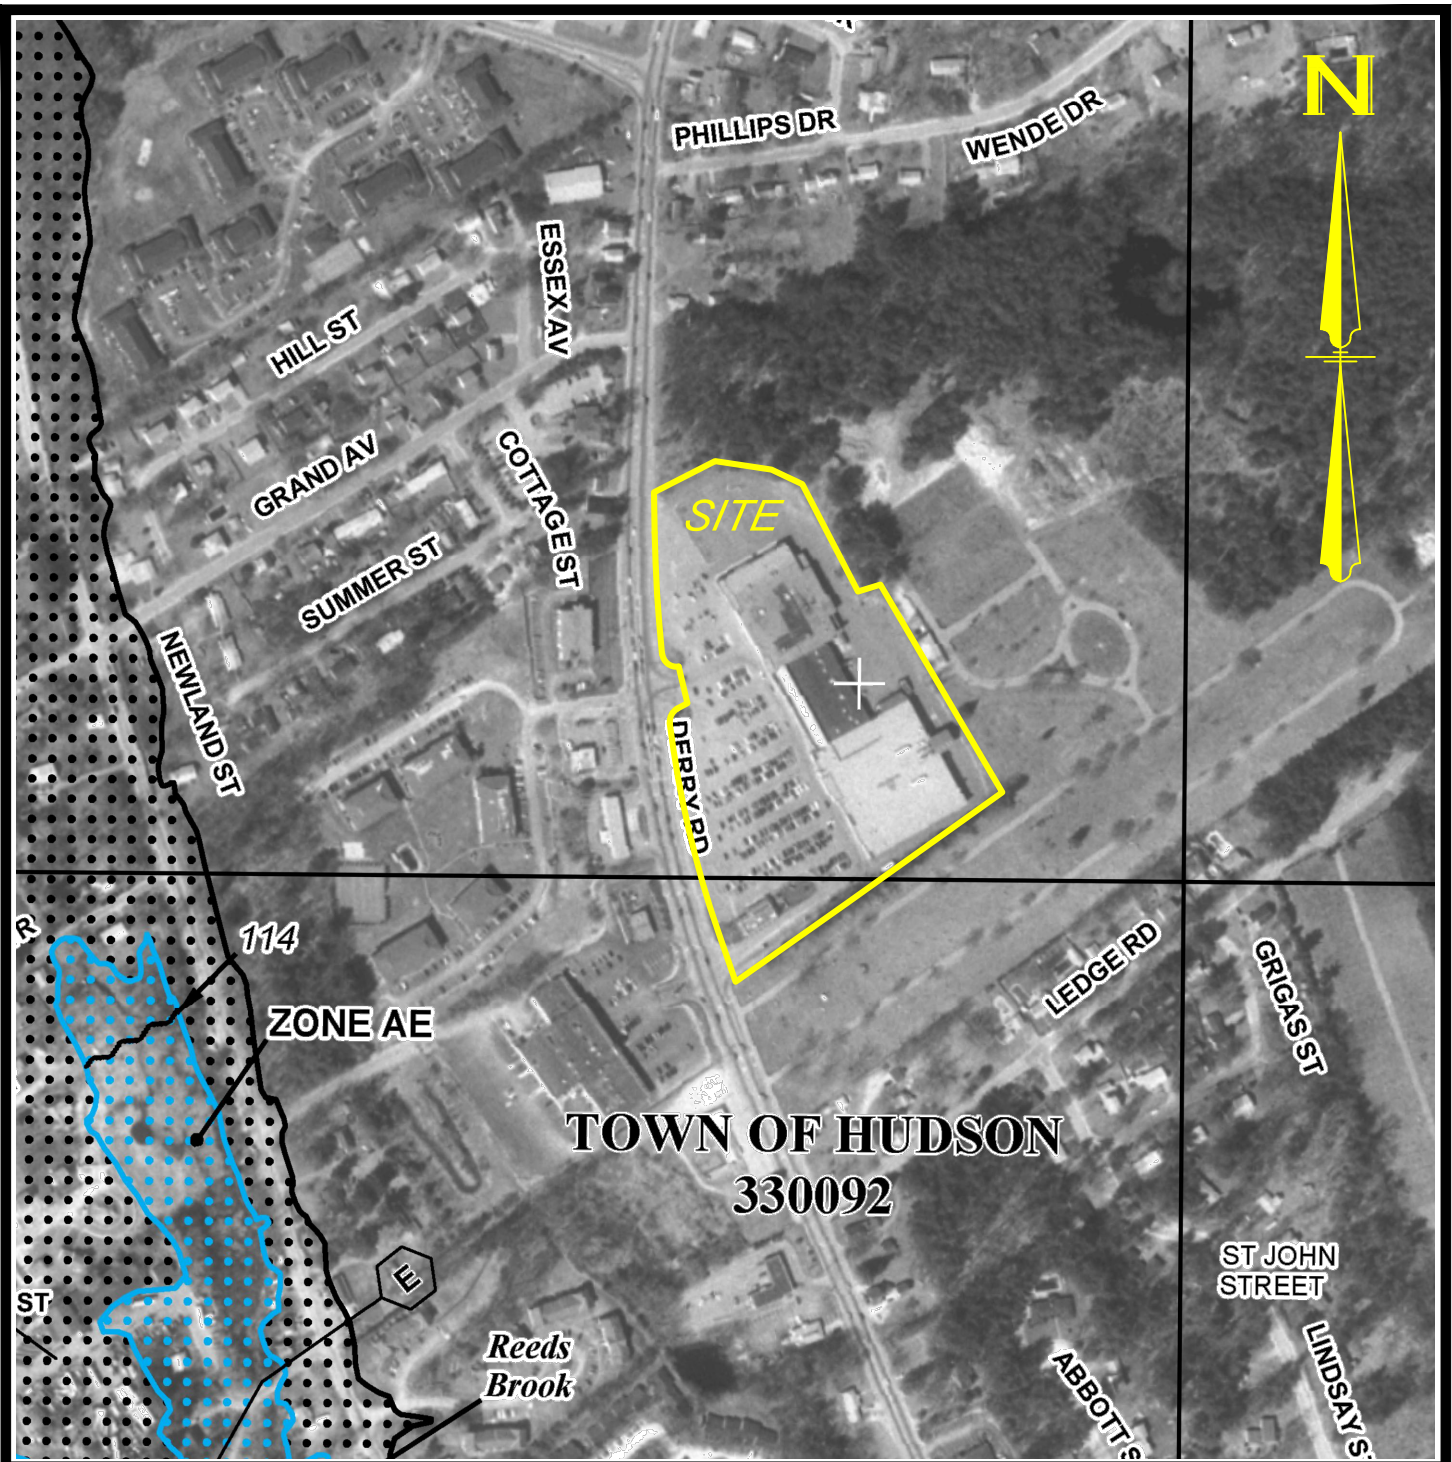 N
PHILLIPS DR
WENDE DR
ESSEX AV
HILL ST
GRAND AV
COTTAGE ST
SITE
SUMMER ST
NEWLAND ST
DERRY RD
R
114
ZONE AE
LEDGE RD
GRIGAS ST
TOWN OF HUDSON
330092
ST JOHN
STREET
E
ST
Reeds
Brook
ABBOTT S
LINDSAY S